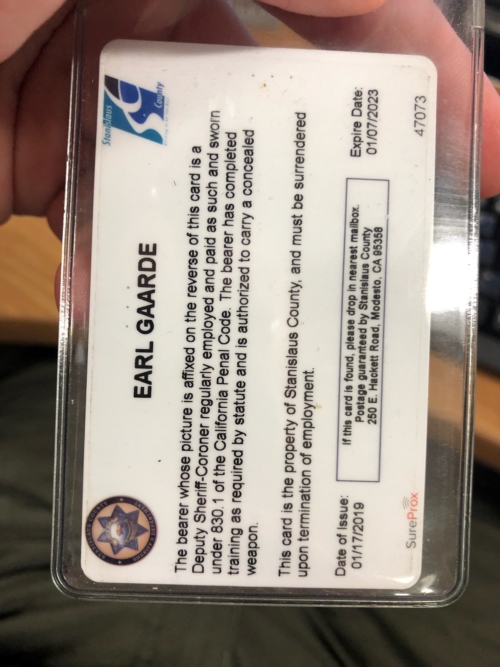 Stanislaus
County
EARL GAARDE
The bearer whose picture is affixed on the reverse of this card is a
Deputy Sheriff-Coroner regularly employed and paid as such and sworn
under 830.1 of the California Penal Code. The bearer has completed
training as required by statute and is authorized to carry a concealed
weapon.
This card is the property of Stanislaus County, and must be surrendered
upon termination of employment.
Date of Issue:
01/17/2019
If this card is found, please drop in nearest mailbox.
Postage guaranteed by Stanislaus County
250 E. Hackett Road, Modesto, CA 95358
Expire Date:
01/07/2023
SureProx
47073